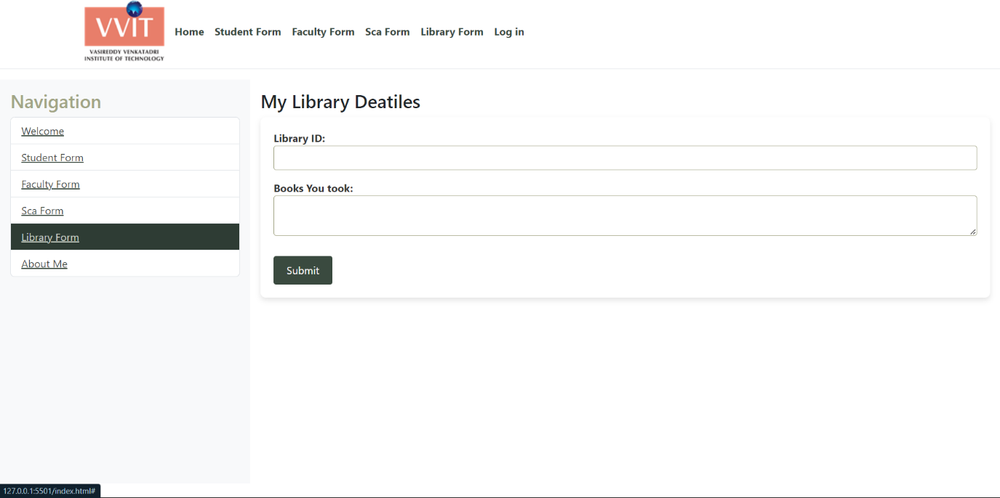 VVIT
VASIREDDY VENKATADRI
INSTITUTE OF TECHNOLOGY
Home Student Form Faculty Form Sca Form Library Form Log in
Navigation
Welcome
Student Form
Faculty Form
Sca Form
Library Form
About Me
My Library Deatiles
Library ID:
Books You took:
Submit
127.0.0.1:5501/index.html#